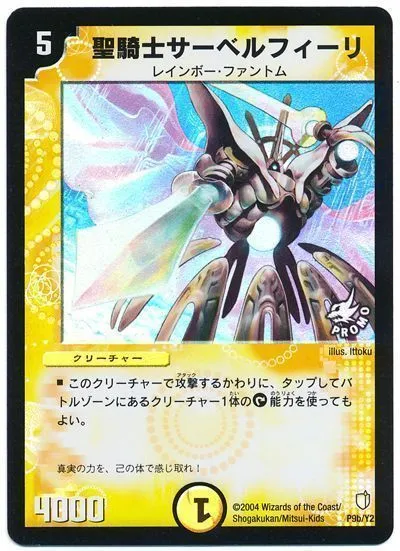 5
聖騎士サーベルフィーリ
レインボー・ファントム
PROMO
illus. Ittoku
クリーチャー
■ このクリーチャーで攻撃するかわりに、タップしてバ
トルゾーンにあるクリーチャー1体の能力を使っても
よい。
真実の力を、己の体で感じ取れ！
4000
1
©2004 Wizards of the Coast/
Shogakukan/Mitsui-Kids
P9b/Y2